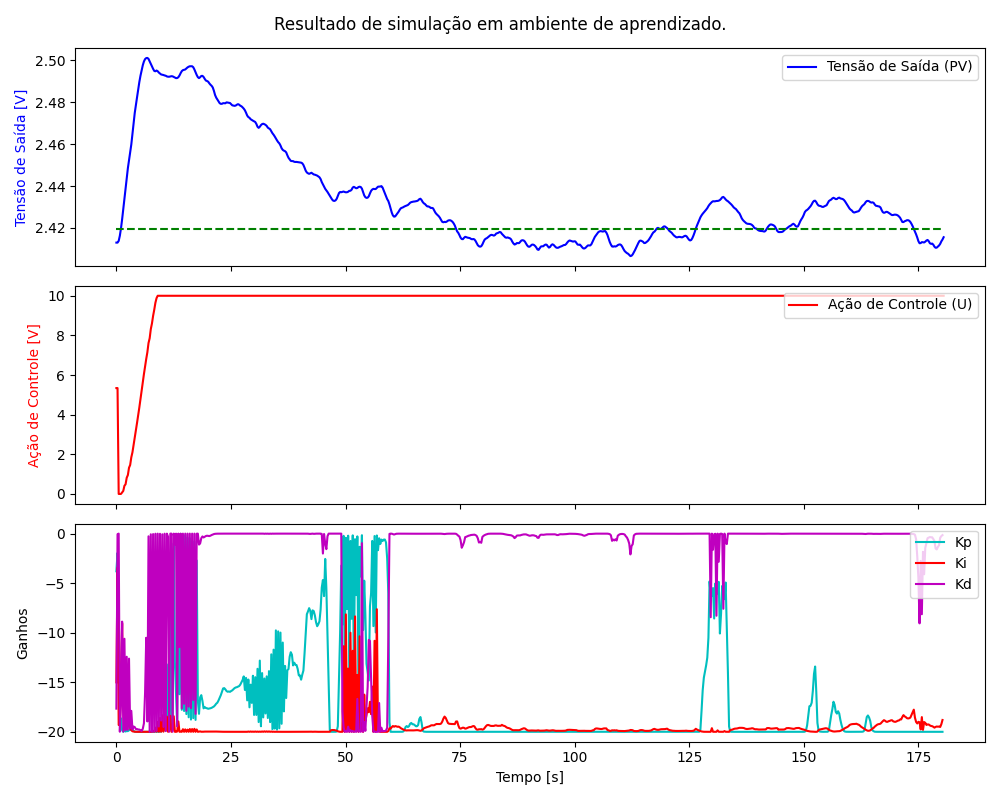 Resultado de simulação em ambiente de aprendizado.
Tensão de Saída [V]
2.50
2.48
2.46
2.44
2.42
Tensão de Saída (PV)
Ação de Controle [V]
10
8
6
4
2
0
Ação de Controle (U)
Ganhos
0
−5
−10
−15
−20
Kp
Ki
Kd
0
25
50
75
100
125
150
175
Tempo [s]